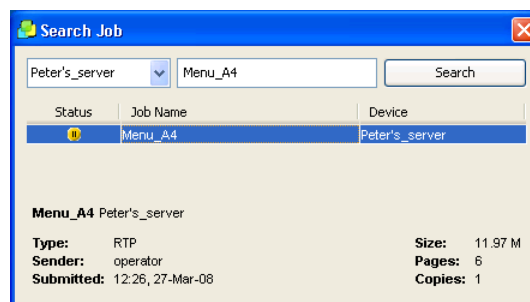 Search Job
Peter's_server Menu_A4 Search
Status Job Name Device
Menu_A4 Peter's_server
Menu_A4 Peter's_server
Type: RTP Size: 11.97 M
Sender: operator Pages: 6
Submitted: 12:26, 27-Mar-08 Copies: 1